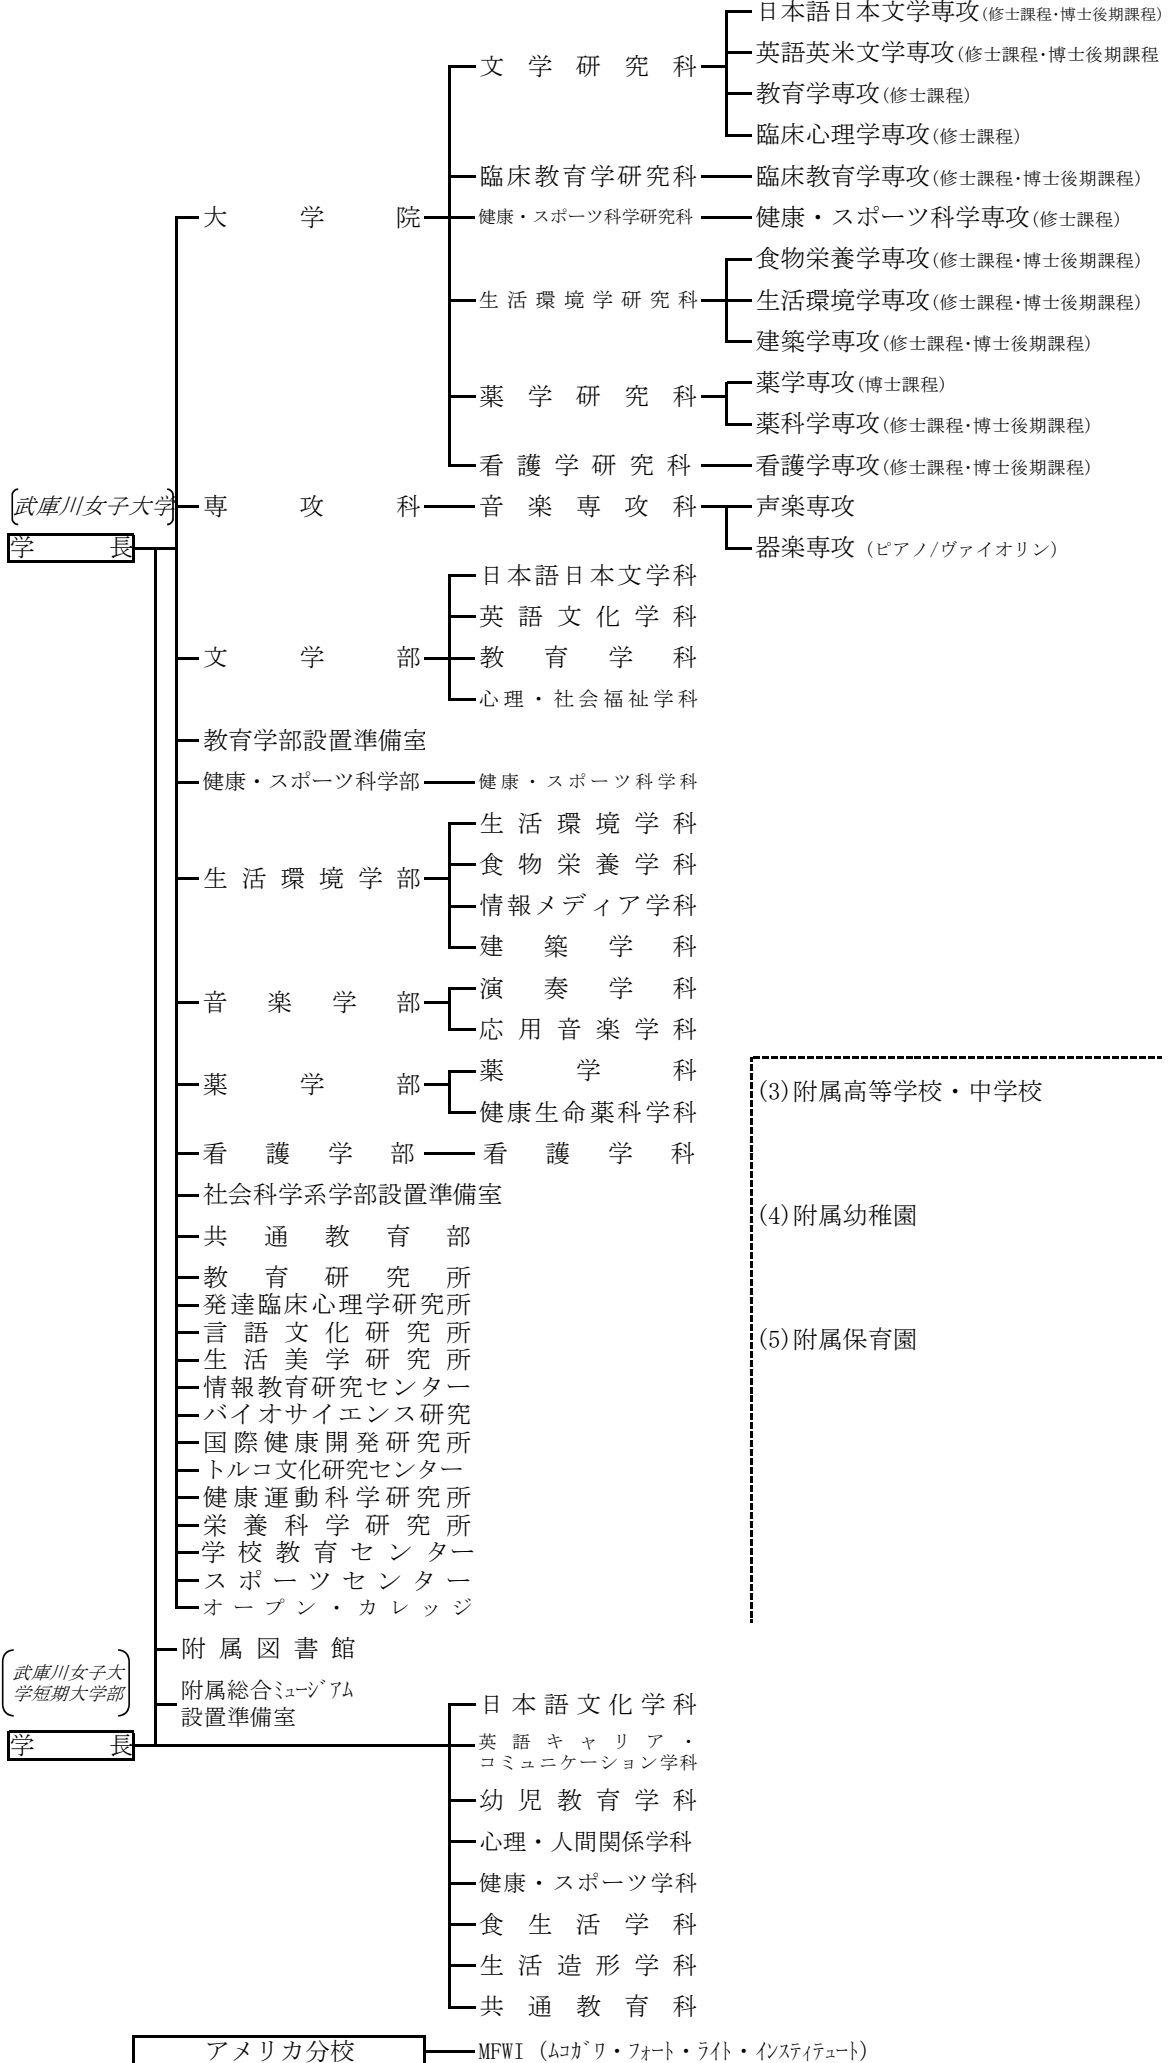 日本語日本文学専攻(修士課程･博士後期課程)
文学研究科
英語英米文学専攻(修士課程･博士後期課程
教育学専攻(修士課程)
臨床心理学専攻(修士課程)
臨床教育学研究科
臨床教育学専攻(修士課程･博士後期課程)
大学院
健康・スポーツ科学研究科
健康・スポーツ科学専攻(修士課程)
食物栄養学専攻(修士課程･博士後期課程)
生活環境学研究科
生活環境学専攻(修士課程･博士後期課程)
建築学専攻(修士課程･博士後期課程)
薬学研究科
薬学専攻(博士課程)
薬科学専攻(修士課程･博士後期課程)
看護学研究科
看護学専攻(修士課程･博士後期課程)
武庫川女子大学
専攻科
音楽専攻科
声楽専攻
学長
器楽専攻 (ピアノ/ヴァイオリン)
日本語日本文学科
英語文化学科
文学部
教育学科
心理・社会福祉学科
教育学部設置準備室
健康・スポーツ科学部
健康・スポーツ科学科
生活環境学科
食物栄養学科
生活環境学部
情報メディア学科
建築学科
演奏学科
音楽学部
応用音楽学科
薬学科
薬学部
健康生命薬科学科
(3)附属高等学校・中学校
看護学部
看護学科
社会科学系学部設置準備室
(4)附属幼稚園
共通教育部
教育研究所
発達臨床心理学研究所
言語文化研究所
(5)附属保育園
生活美学研究所
情報教育研究センター
バイオサイエンス研究
国際健康開発研究所
トルコ文化研究センター
健康運動科学研究所
栄養科学研究所
学校教育センター
スポーツセンター
オープン・カレッジ
附属図書館
武庫川女子大
学短期大学部
附属総合ﾐｭｰｼﾞｱﾑ
設置準備室
学長
日本語文化学科
英語キャリア・
コミュニケーション学科
幼児教育学科
心理・人間関係学科
健康・スポーツ学科
食生活学科
生活造形学科
共通教育科
アメリカ分校
MFWI (ﾑｺｶﾞﾜ・ﾌｫｰﾄ・ﾗｲﾄ・ｲﾝｽﾃｨﾃｭｰﾄ)